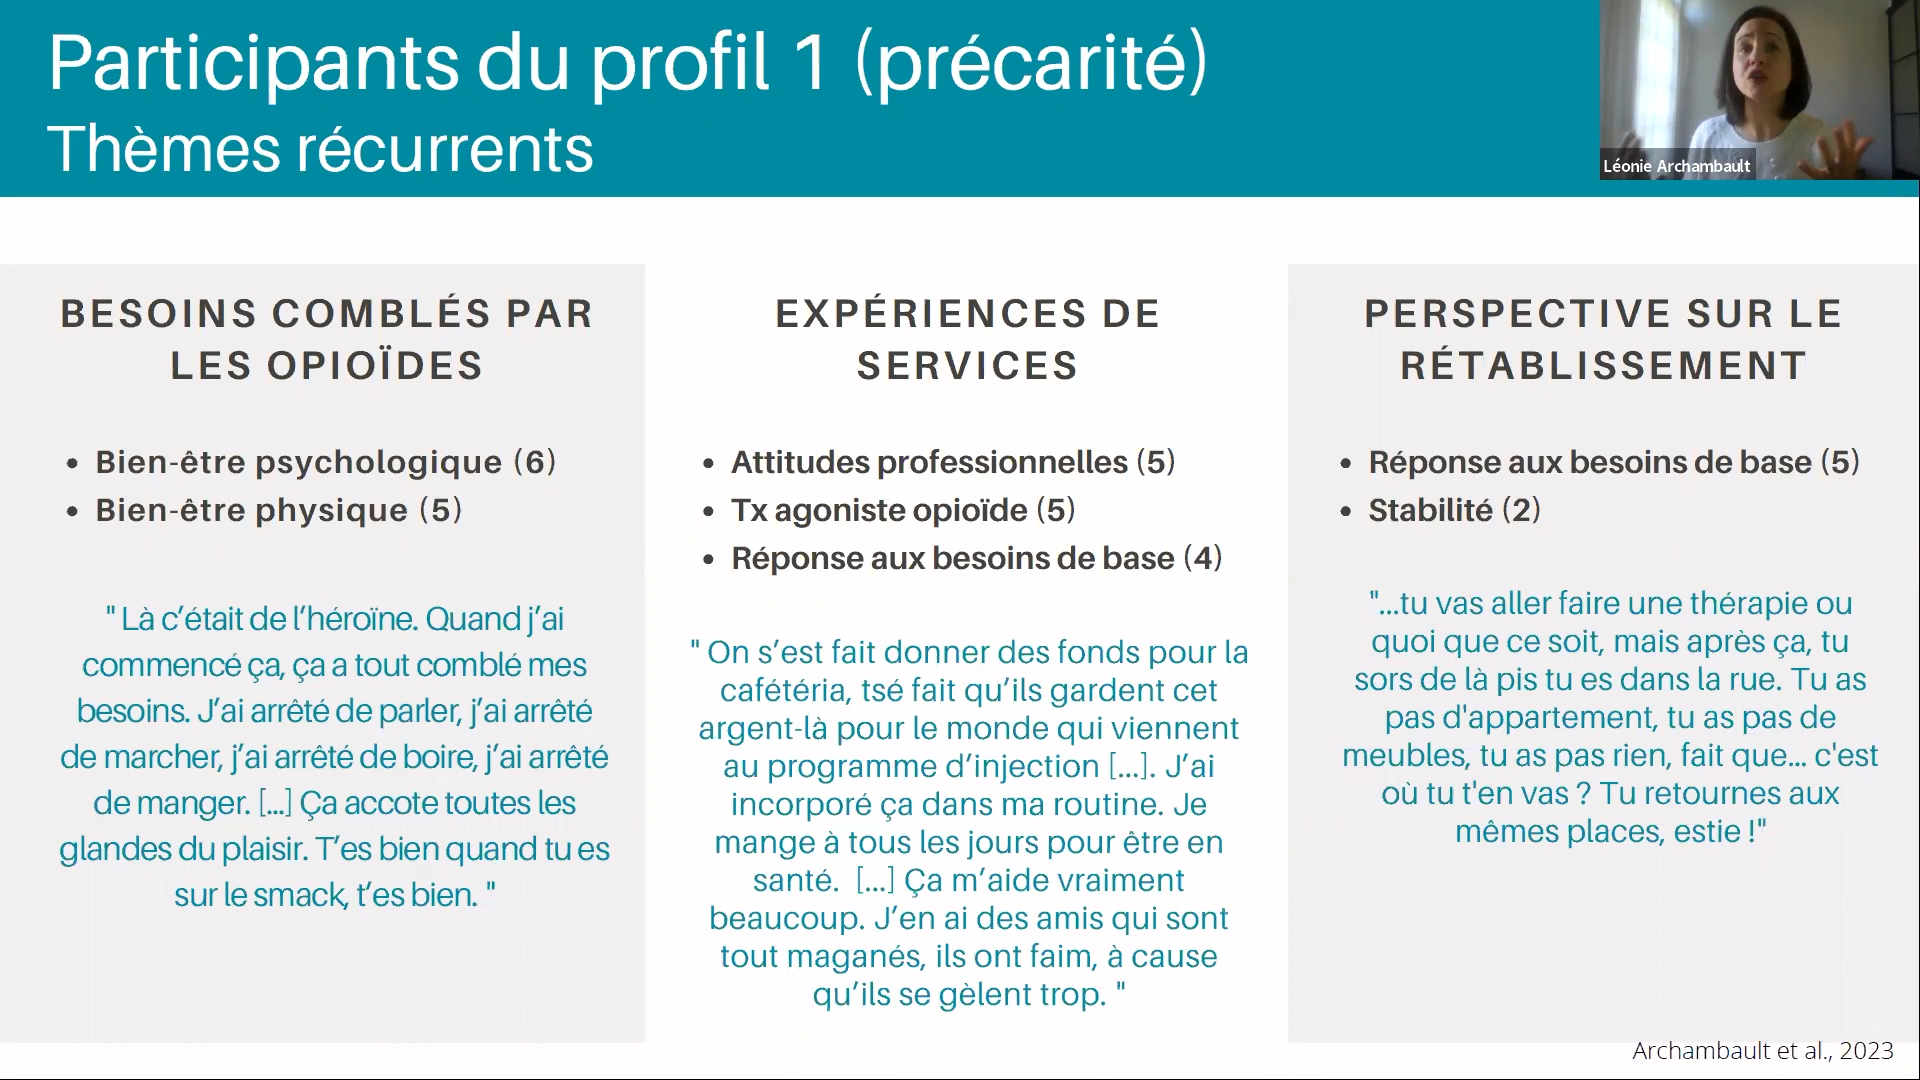 Participants du profil 1 (précarité)
Thèmes récurrents
Léonie Archambault
BESOINS COMBLÉS PAR
LES OPIOÏDES
• Bien-être psychologique (6)
• Bien-être physique (5)
" Là c’était de l’héroïne. Quand j’ai
commencé ça, ça a tout comblé mes
besoins. J’ai arrêté de parler, j’ai arrêté
de marcher, j’ai arrêté de boire, j’ai arrêté
de manger. [...] Ça accote toutes les
glandes du plaisir. T’es bien quand tu es
sur le smack, t’es bien. "
EXPÉRIENCES DE
SERVICES
• Attitudes professionnelles (5)
• Tx agoniste opioïde (5)
• Réponse aux besoins de base (4)
" On s’est fait donner des fonds pour la
cafétéria, tsé fait qu’ils gardent cet
argent-là pour le monde qui viennent
au programme d’injection [...]. J’ai
incorporé ça dans ma routine. Je
mange à tous les jours pour être en
santé. [...] Ça m’aide vraiment
beaucoup. J’en ai des amis qui sont
tout maganés, ils ont faim, à cause
qu’ils se gèlent trop. "
PERSPECTIVE SUR LE
RÉTABLISSEMENT
• Réponse aux besoins de base (5)
• Stabilité (2)
"...tu vas aller faire une thérapie ou
quoi que ce soit, mais après ça, tu
sors de là pis tu es dans la rue. Tu as
pas d'appartement, tu as pas de
meubles, tu as pas rien, fait que... c'est
où tu t'en vas ? Tu retournes aux
mêmes places, estie !"
Archambault et al., 2023